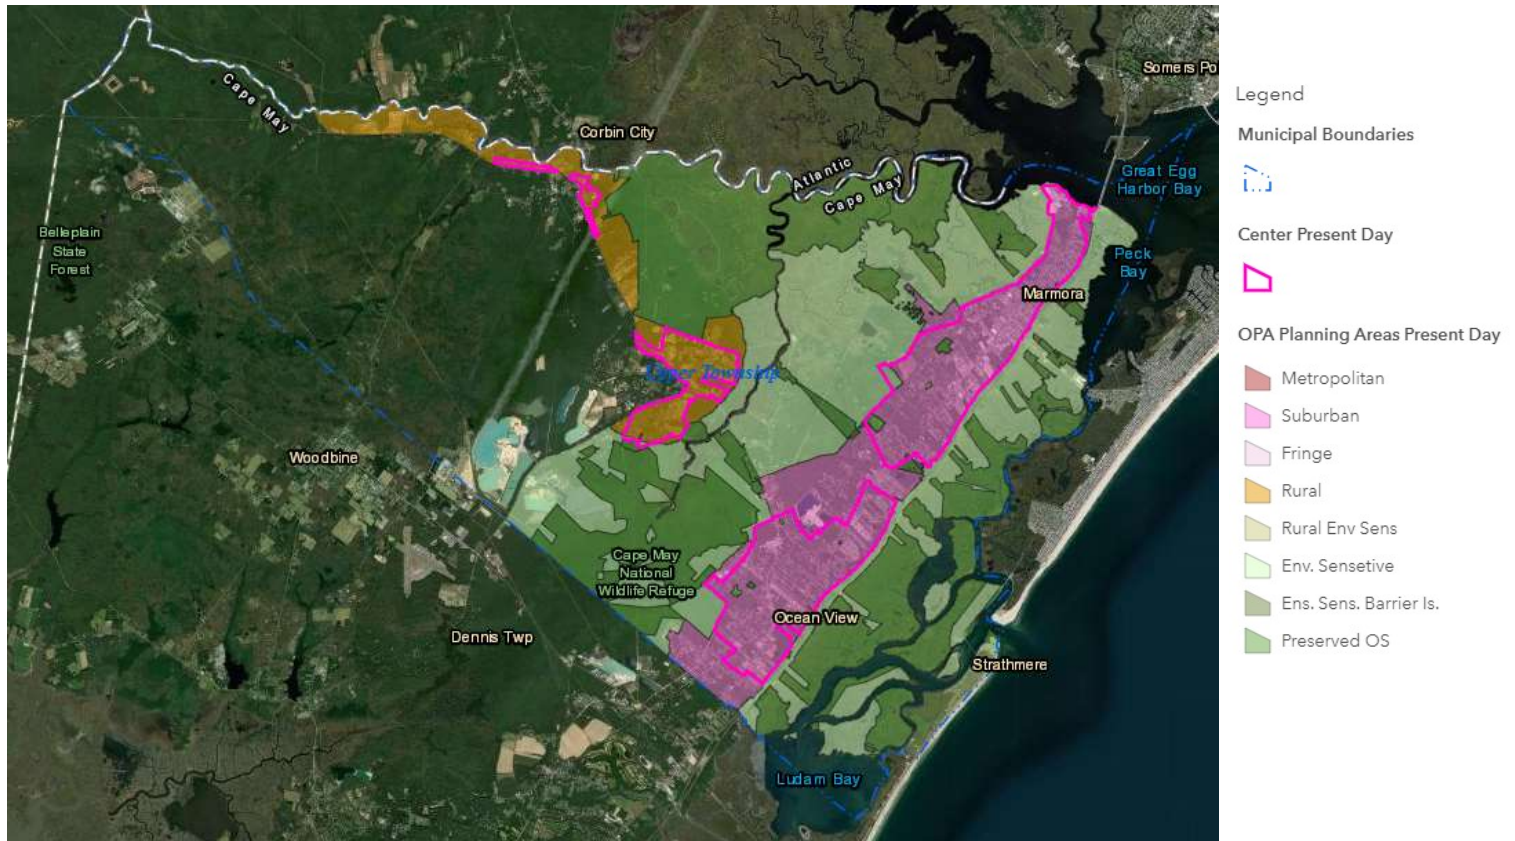 Somers Po
Cape May
Corbin City
Atlantic
Cape May
Great Egg
Harbor Bay
Belleplain
State
Forest
Peck
Bay
Marmora
Upper Township
Woodbine
Cape May
National
Wildlife Refuge
Ocean View
Dennis Twp
Strathmere
Ludam Bay
Legend
Municipal Boundaries
Center Present Day
OPA Planning Areas Present Day
Metropolitan
Suburban
Fringe
Rural
Rural Env Sens
Env. Sensetive
Ens. Sens. Barrier Is.
Preserved OS